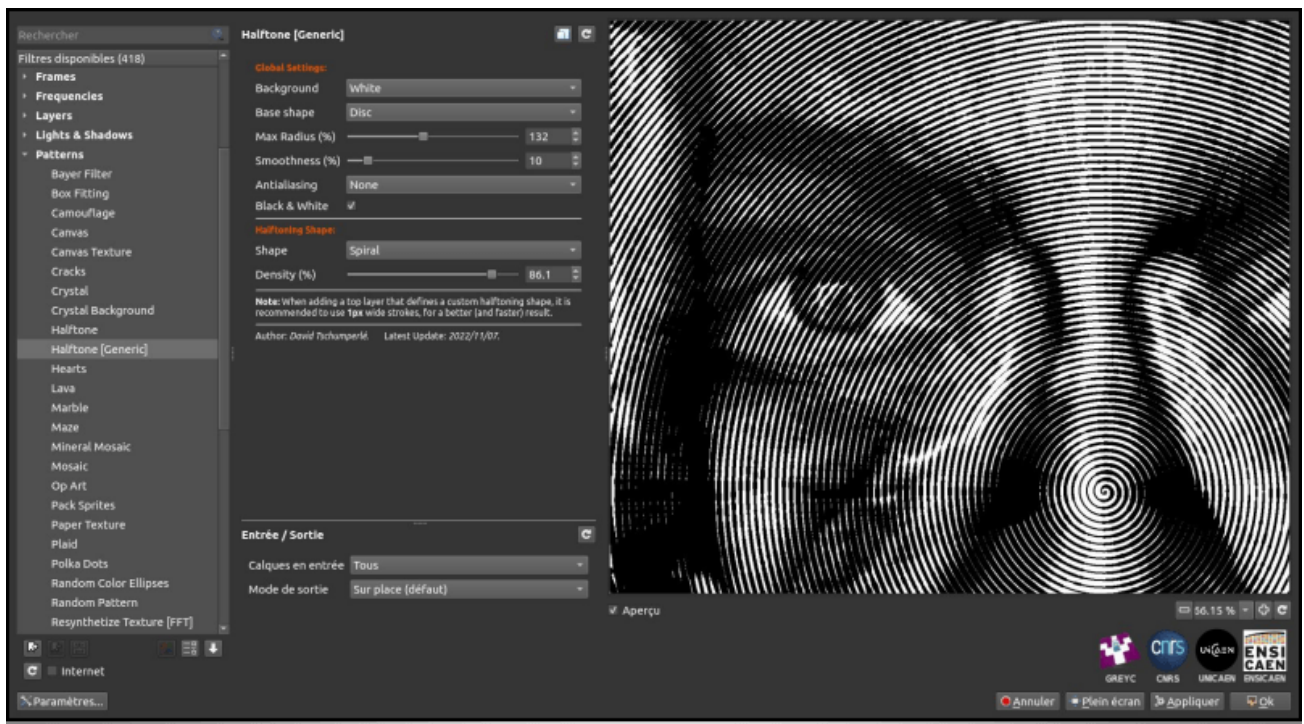 Rechercher
Filtres disponibles (418)
Frames
Frequencies
Layers
Lights & Shadows
Patterns
Bayer Filter
Box Fitting
Camouflage
Canvas
Canvas Texture
Cracks
Crystal
Crystal Background
Halftone
Halftone [Generic]
Hearts
Lava
Marble
Maze
Mineral Mosaic
Mosaic
Op Art
Pack Sprites
Paper Texture
Plaid
Polka Dots
Random Color Ellipses
Random Pattern
Resynthetize Texture [FFT]
Internet
Paramètres...
Halftone [Generic]
Global Settings:
Background White
Base shape Disc
Max Radius (%) 132
Smoothness (%) 10
Antialiasing None
Black & White
Halftoning Shape:
Shape Spiral
Density (%) 86.1
Note: When adding a top layer that defines a custom halftoning shape, it is
recommended to use 1px wide strokes, for a better (and faster) result.
Author: David Tschumperlé. Latest Update: 2022/11/07.
Entrée / Sortie
Calques en entrée Tous
Mode de sortie Sur place (défaut)
Aperçu
56.15 %
cnrs
UNICAEN
ENSI
CAEN
GREYC CNRS UNICAEN ENSICAEN
Annuler Plein écran Appliquer Ok